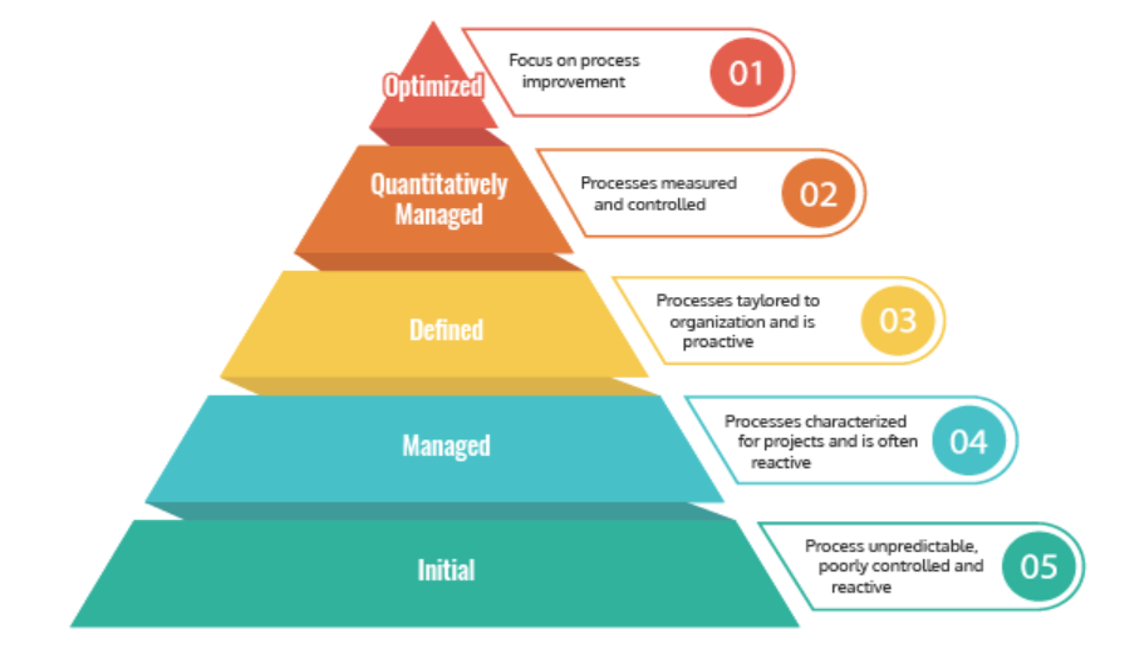 Optimized
Focus on process
improvement
01
Quantitatively
Managed
Processes measured
and controlled
02
Defined
Processes taylored to
organization and is
proactive
03
Managed
Processes characterized
for projects and is often
reactive
04
Initial
Process unpredictable,
poorly controlled and
reactive
05